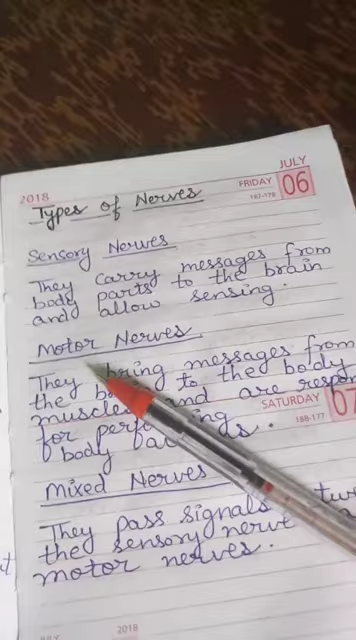 JULY
2018
FRIDAY 06
187-178
Types of Nerves
Sensory Nerves
They carry messages from
body parts to the brain
and allow sensing.
Motor Nerves
They bring messages from
the to the body
muscles and are
for
SATURDAY 07
188-177
body
Mixed Nerves
They pass signals
the sensory nerve
motor nerves.
2018